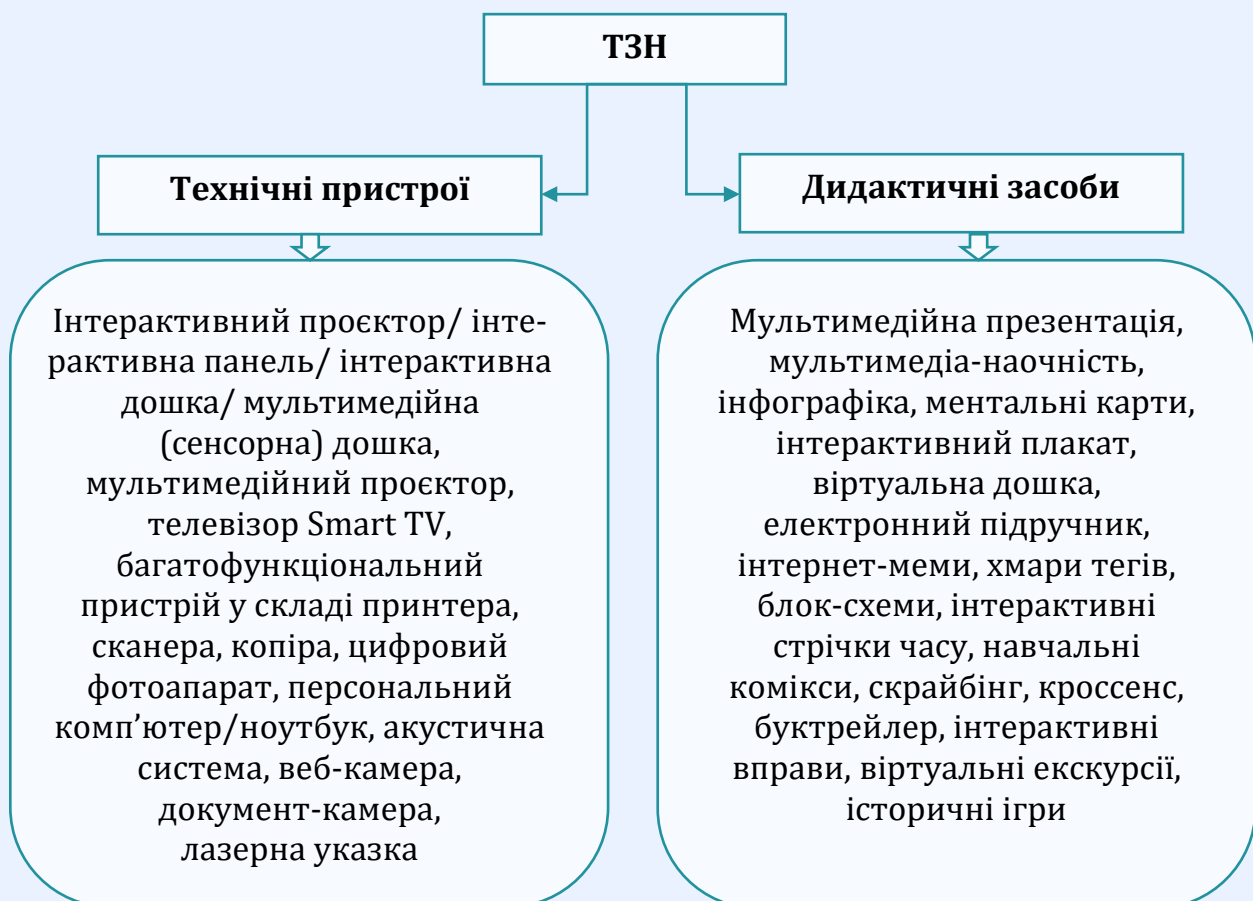 ТЗН
Технічні пристрої
Дидактичні засоби
Інтерактивний проєктор/ інте-
рактивна панель/ інтерактивна
дошка/ мультимедійна
(сенсорна) дошка,
мультимедійний проєктор,
телевізор Smart TV,
багатофункціональний
пристрій у складі принтера,
сканера, копіра, цифровий
фотоапарат, персональний
комп’ютер/ноутбук, акустична
система, веб-камера,
документ-камера,
лазерна указка
Мультимедійна презентація,
мультимедіа-наочність,
інфографіка, ментальні карти,
інтерактивний плакат,
віртуальна дошка,
електронний підручник,
інтернет-меми, хмари тегів,
блок-схеми, інтерактивні
стрічки часу, навчальні
комікси, скрайбінг, кроссенс,
буктрейлер, інтерактивні
вправи, віртуальні екскурсії,
історичні ігри